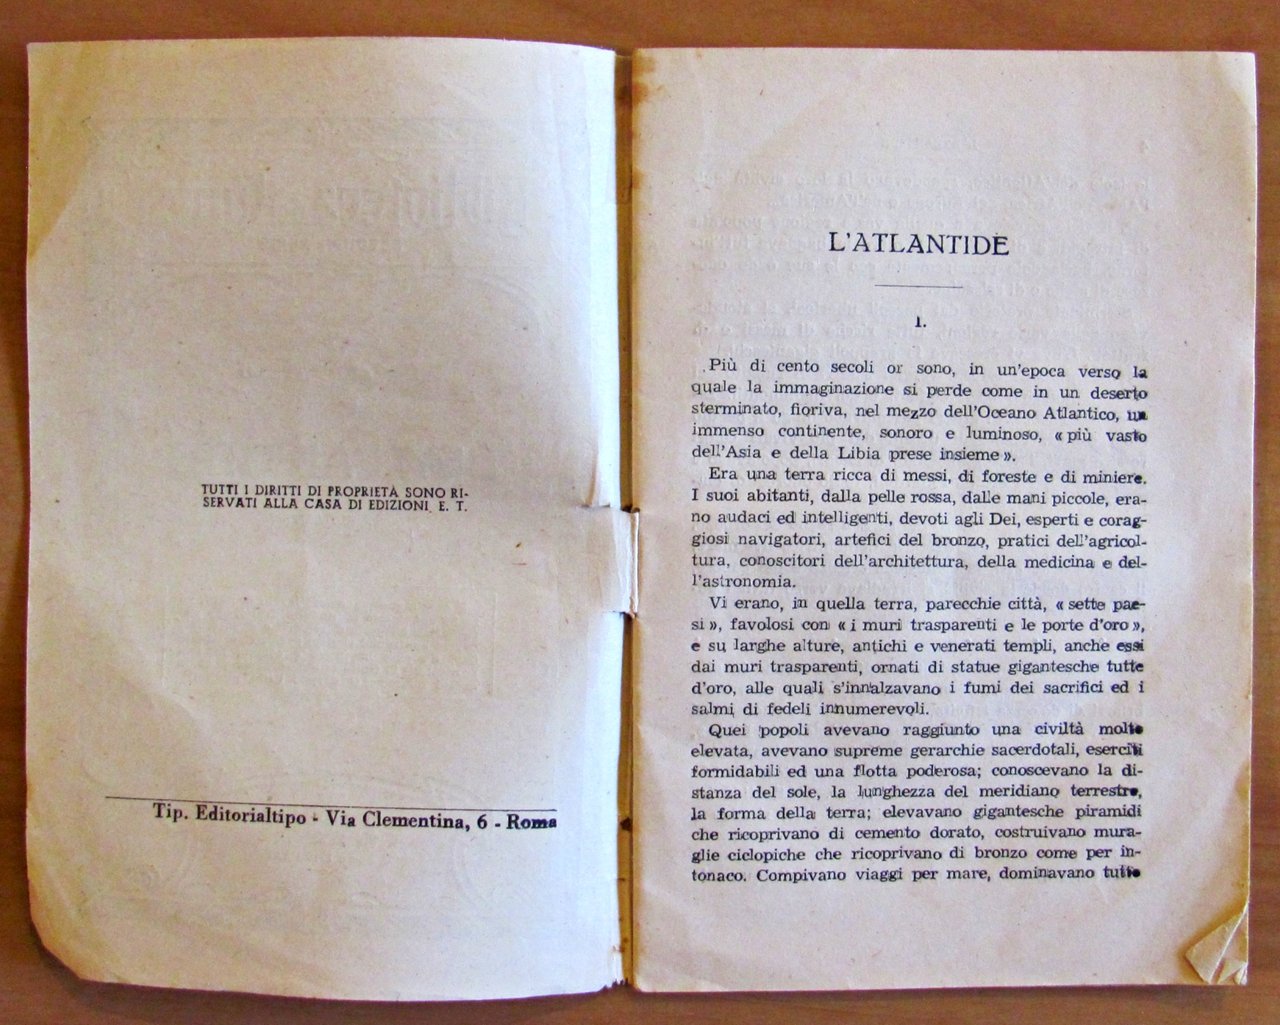 TUTTI I DIRITTI DI PROPRIETÀ SONO RI-
SERVATI ALLA CASA DI EDIZIONI E. T.
Tip. Editorialtipo - Via Clementina, 6 - Roma
L'ATLANTIDE
1.
Più di cento secoli or sono, in un'epoca verso la
quale la immaginazione si perde come in un deserto
sterminato, fioriva, nel mezzo dell'Oceano Atlantico, un
immenso continente, sonoro e luminoso, « più vasto
dell'Asia e della Libia prese insieme ».
Era una terra ricca di messi, di foreste e di miniere.
I suoi abitanti, dalla pelle rossa, dalle mani piccole, era-
no audaci ed intelligenti, devoti agli Dei, esperti e corag-
giosi navigatori, artefici del bronzo, pratici dell'agricol-
tura, conoscitori dell'architettura, della medicina e del-
l'astronomia.
Vi erano, in quella terra, parecchie città, « sette pae-
si », favolosi con « i muri trasparenti e le porte d'oro »,
e su larghe alture, antichi e venerati templi, anche essi
dai muri trasparenti, ornati di statue gigantesche tutte
d'oro, alle quali s'innalzavano i fumi dei sacrifici ed i
salmi di fedeli innumerevoli.
Quei popoli avevano raggiunto una civiltà molto
elevata, avevano supreme gerarchie sacerdotali, eserciti
formidabili ed una flotta poderosa; conoscevano la di-
stanza del sole, la lunghezza del meridiano terrestre,
la forma della terra; elevavano gigantesche piramidi
che ricoprivano di cemento dorato, costruivano mura-
glie ciclopiche che ricoprivano di bronzo come per in-
tonaco. Compivano viaggi per mare, dominavano tutto